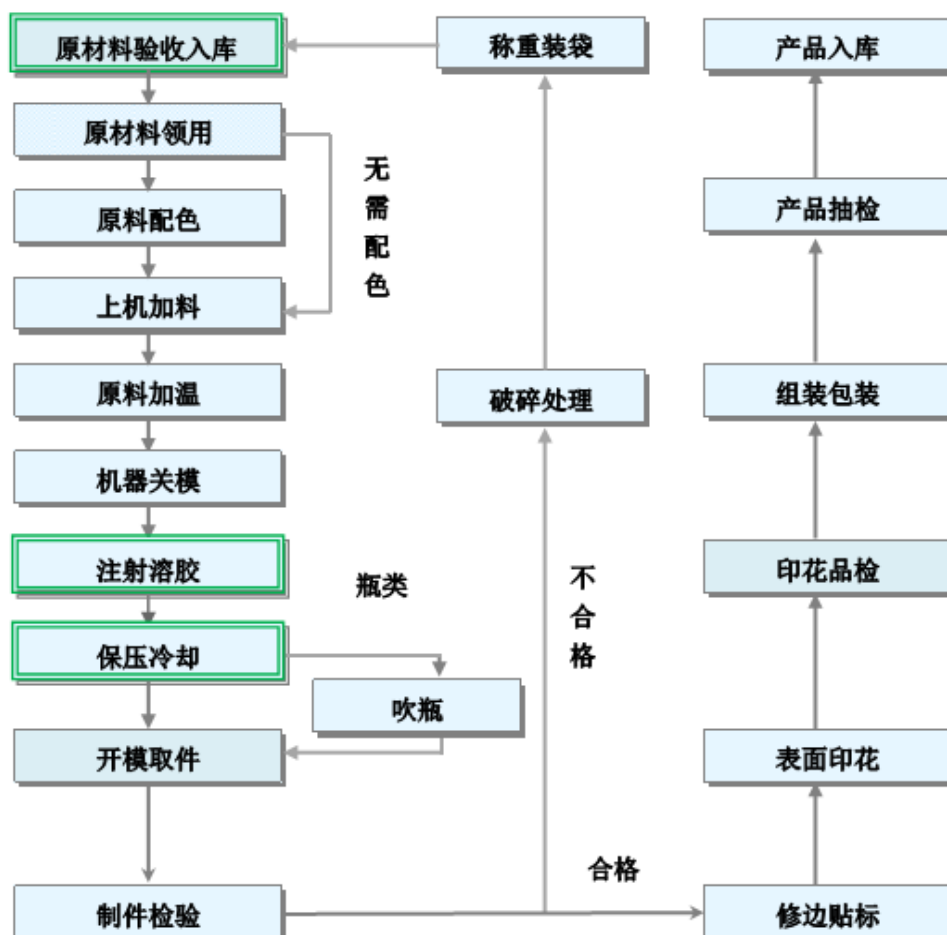 原材料验收入库
称重装袋
产品入库
原材料领用
无需配色
产品抽检
原料配色
上机加料
原料加温
破碎处理
组装包装
机器关模
注射溶胶
瓶类
不合格
印花品检
保压冷却
吹瓶
开模取件
表面印花
合格
制件检验
修边贴标